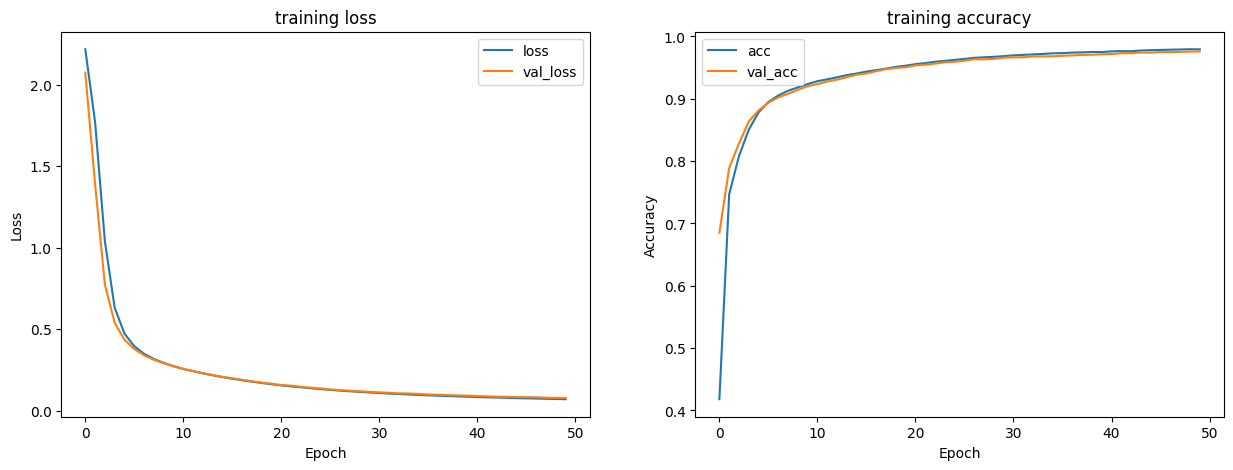 training loss
loss
val_loss
2.0
1.5
1.0
0.5
0.0
0 10 20 30 40 50
Epoch
Loss
training accuracy
acc
val_acc
1.0
0.9
0.8
0.7
0.6
0.5
0.4
0 10 20 30 40 50
Epoch
Accuracy